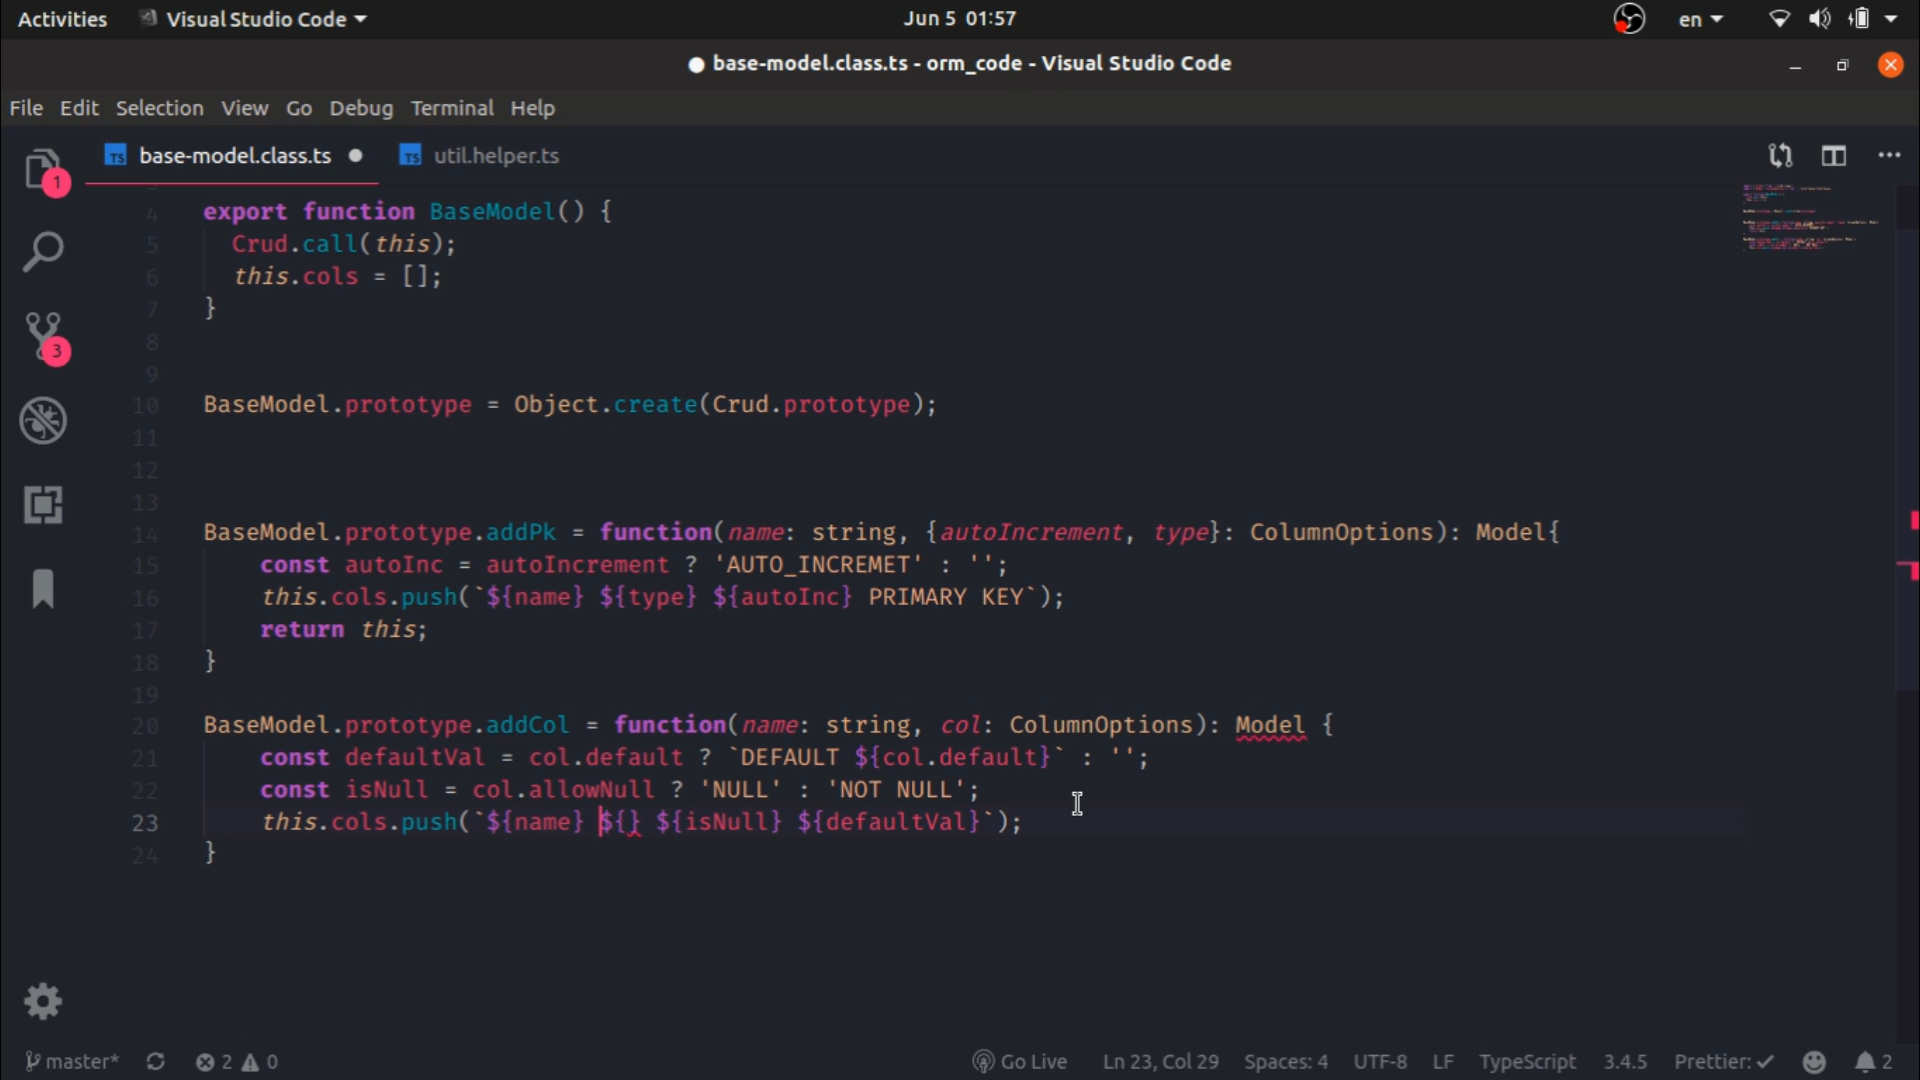 Activities Visual Studio Code Jun 5 01:57 en
base-model.class.ts - orm_code - Visual Studio Code
File Edit Selection View Go Debug Terminal Help
TS base-model.class.ts TS util.helper.ts
1
3
4 export function BaseModel() {
5 Crud.call(this);
6 this.cols = [];
7 }
8
9
10 BaseModel.prototype = Object.create(Crud.prototype);
11
12
13
14 BaseModel.prototype.addPk = function(name: string, {autoIncrement, type}: ColumnOptions): Model{
15 const autoInc = autoIncrement ? 'AUTO_INCREMET' : '';
16 this.cols.push(`${name} ${type} ${autoInc} PRIMARY KEY`);
17 return this;
18 }
19
20 BaseModel.prototype.addCol = function(name: string, col: ColumnOptions): Model {
21 const defaultVal = col.default ? `DEFAULT ${col.default}` : '';
22 const isNull = col.allowNull ? 'NULL' : 'NOT NULL';
23 this.cols.push(`${name} ${} ${isNull} ${defaultVal}`);
24 }
master* 2 0 Go Live Ln 23, Col 29 Spaces: 4 UTF-8 LF TypeScript 3.4.5 Prettier: ✓ 2